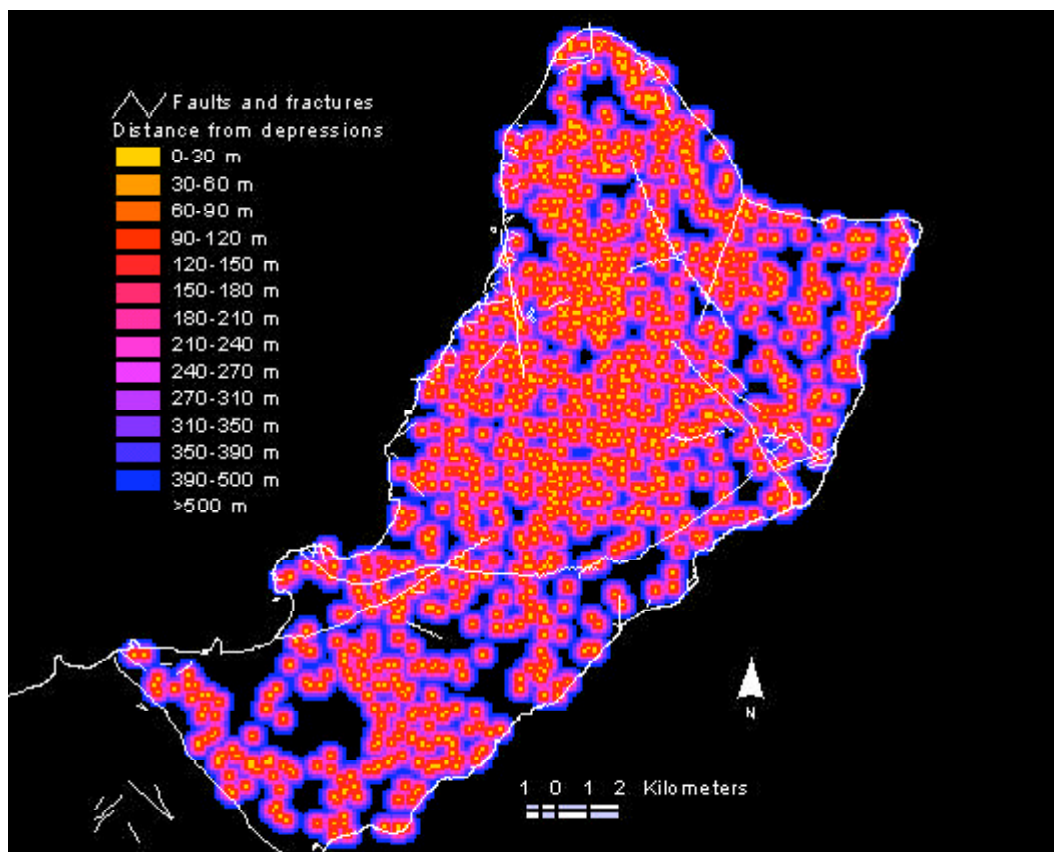 Faults and fractures
Distance from depressions
0-30 m
30-60 m
60-90 m
90-120 m
120-150 m
150-180 m
180-210 m
210-240 m
240-270 m
270-310 m
310-350 m
350-390 m
390-500 m
>500 m
N
1 0 1 2 Kilometers